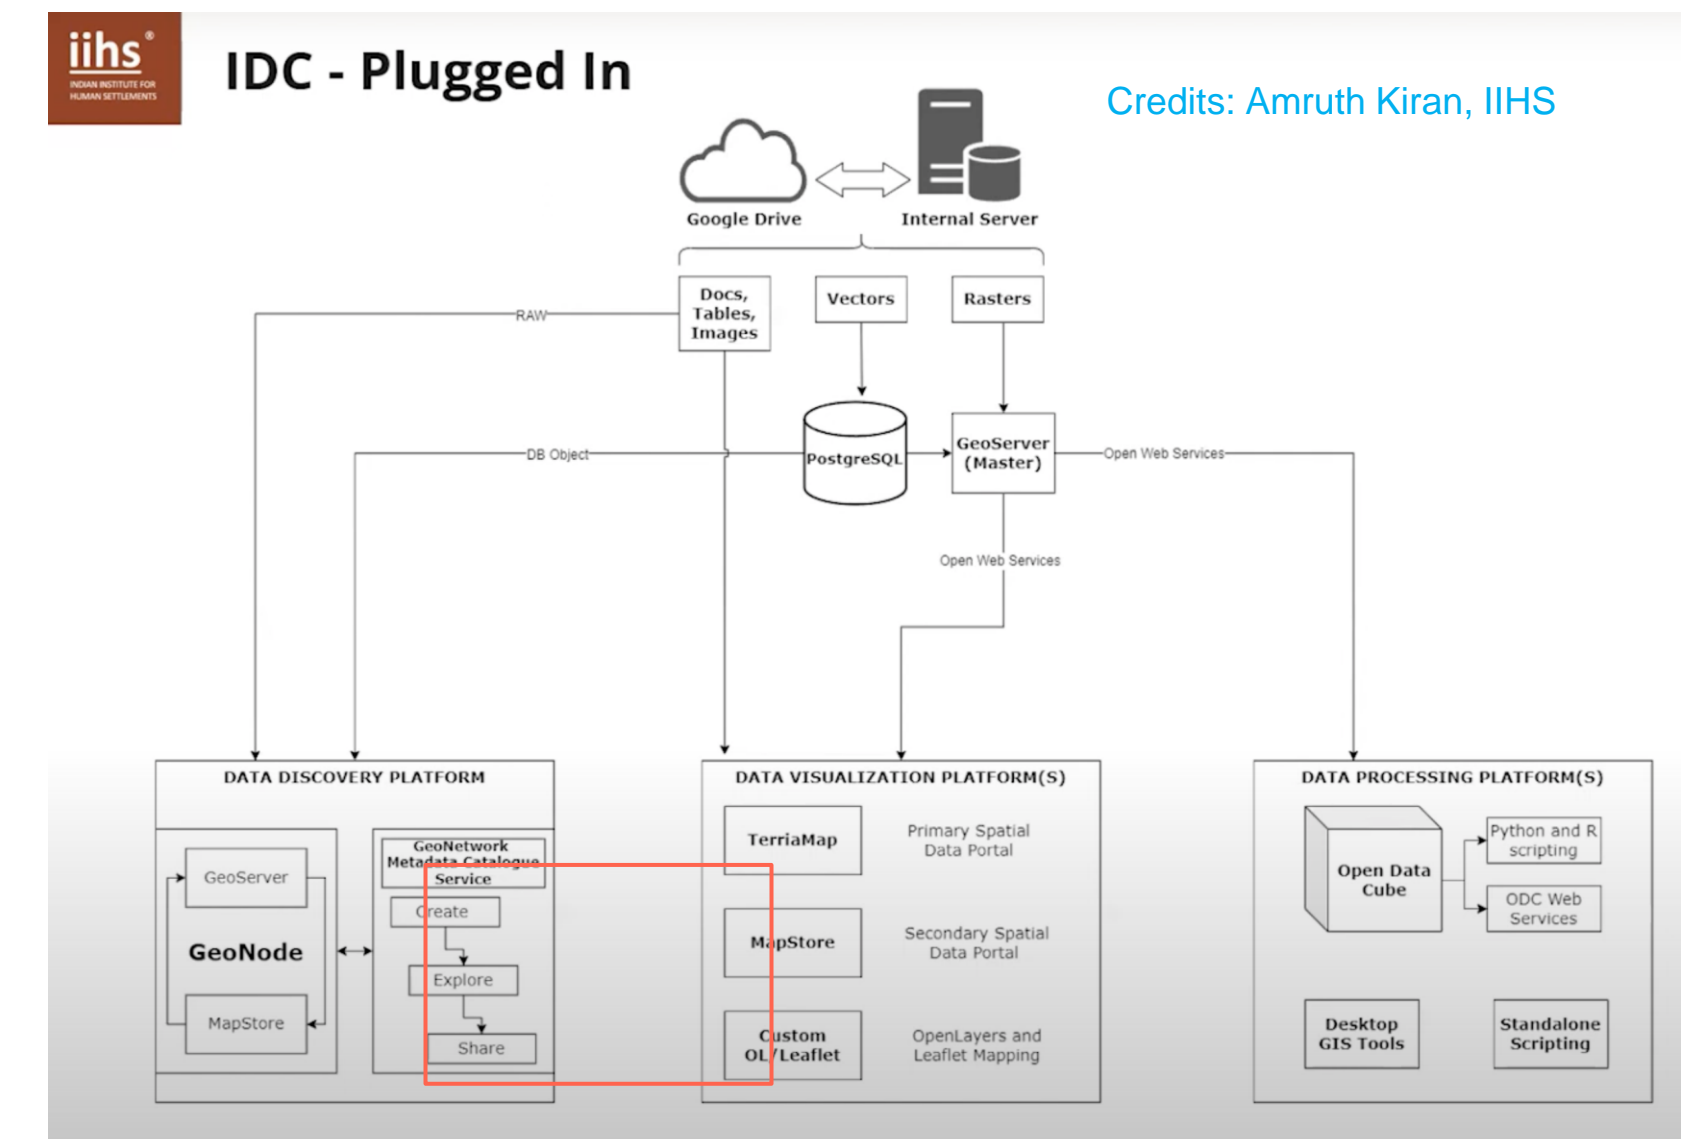 iihs®
INDIAN INSTITUTE FOR
HUMAN SETTLEMENTS
IDC - Plugged In
Credits: Amruth Kiran, IIHS
Google Drive
Internal Server
Docs,
Tables,
Images
Vectors
Rasters
RAW
DB Object
PostgreSQL
GeoServer
(Master)
Open Web Services
Open Web Services
DATA DISCOVERY PLATFORM
GeoServer
GeoNode
MapStore
GeoNetwork
Metadata Catalogue
Service
Create
Explore
Share
DATA VISUALIZATION PLATFORM(S)
TerriaMap
Primary Spatial
Data Portal
MapStore
Secondary Spatial
Data Portal
Custom
OL/Leaflet
OpenLayers and
Leaflet Mapping
DATA PROCESSING PLATFORM(S)
Open Data
Cube
Python and R
scripting
ODC Web
Services
Desktop
GIS Tools
Standalone
Scripting